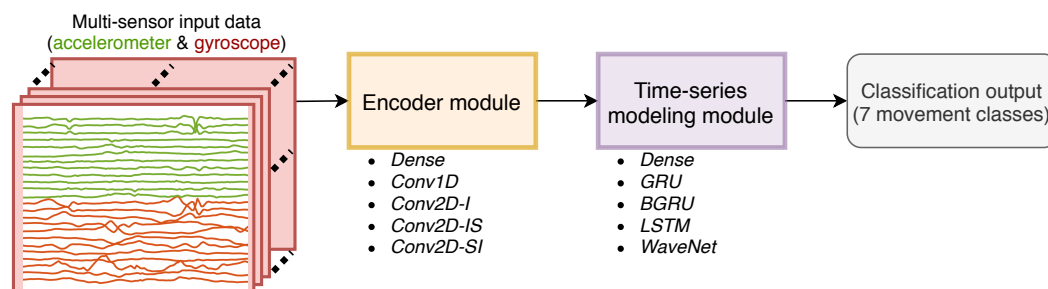 Multi-sensor input data
(accelerometer & gyroscope)
Encoder module
• Dense
• Conv1D
• Conv2D-I
• Conv2D-IS
• Conv2D-SI
Time-series
modeling module
• Dense
• GRU
• BGRU
• LSTM
• WaveNet
Classification output
(7 movement classes)